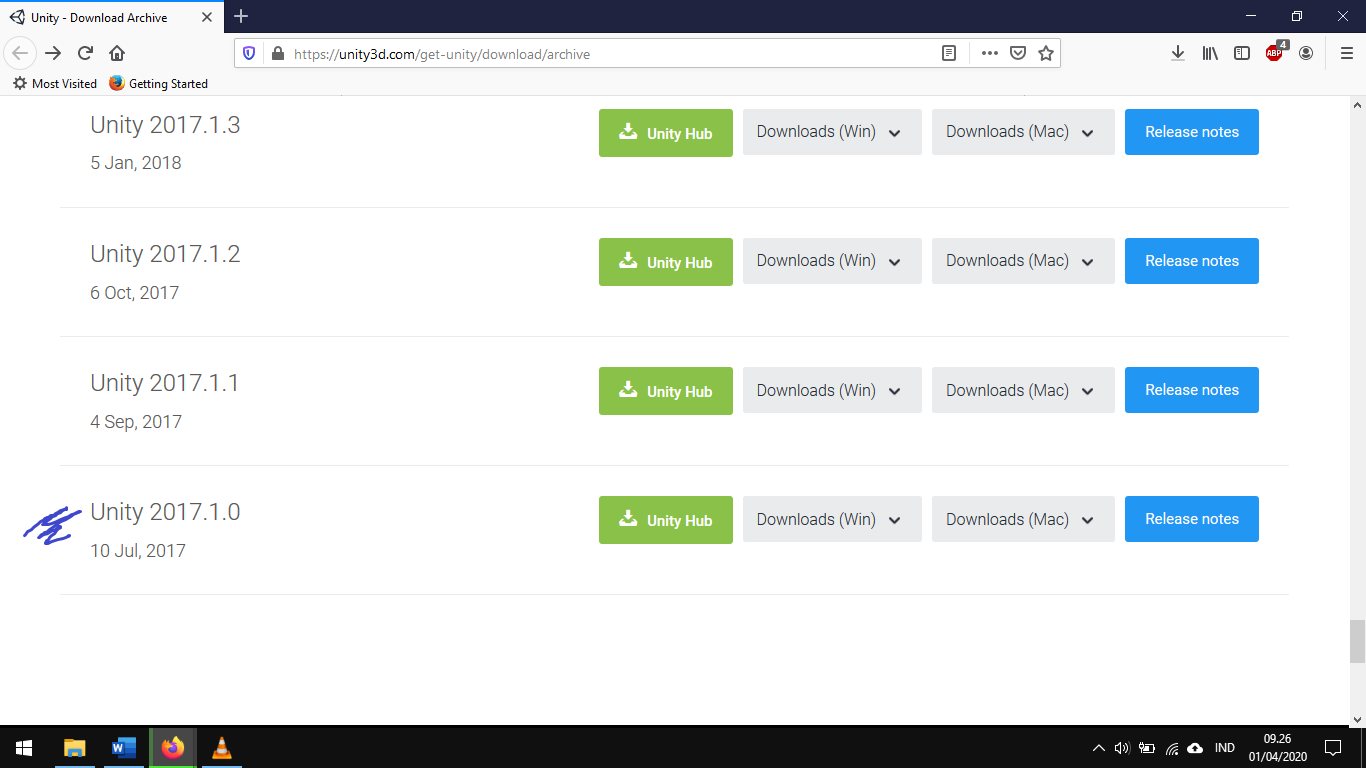 Unity - Download Archive
https://unity3d.com/get-unity/download/archive
ABP 4
Most Visited Getting Started
Unity 2017.1.3 Unity Hub Downloads (Win) Downloads (Mac) Release notes
5 Jan, 2018
Unity 2017.1.2 Unity Hub Downloads (Win) Downloads (Mac) Release notes
6 Oct, 2017
Unity 2017.1.1 Unity Hub Downloads (Win) Downloads (Mac) Release notes
4 Sep, 2017
Unity 2017.1.0 Unity Hub Downloads (Win) Downloads (Mac) Release notes
10 Jul, 2017
W
IND
09.26
01/04/2020